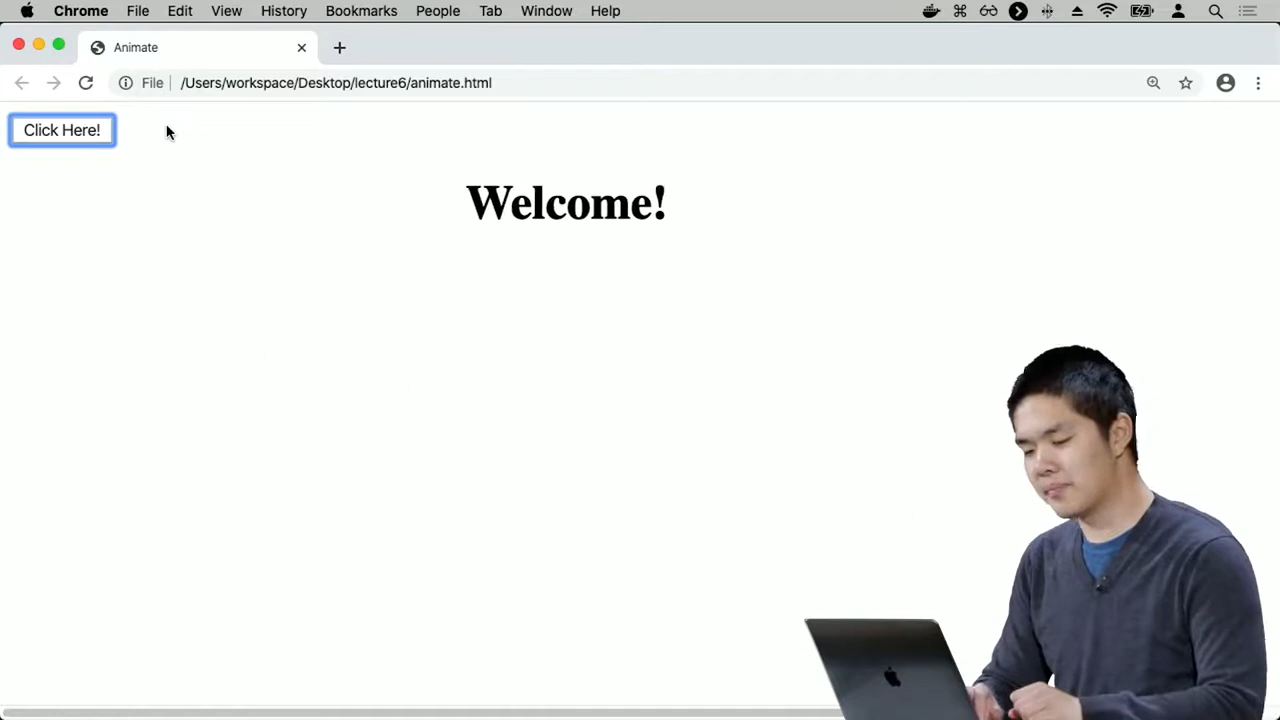 Chrome File Edit View History Bookmarks People Tab Window Help
Animate
File /Users/workspace/Desktop/lecture6/animate.html
Click Here!
Welcome!